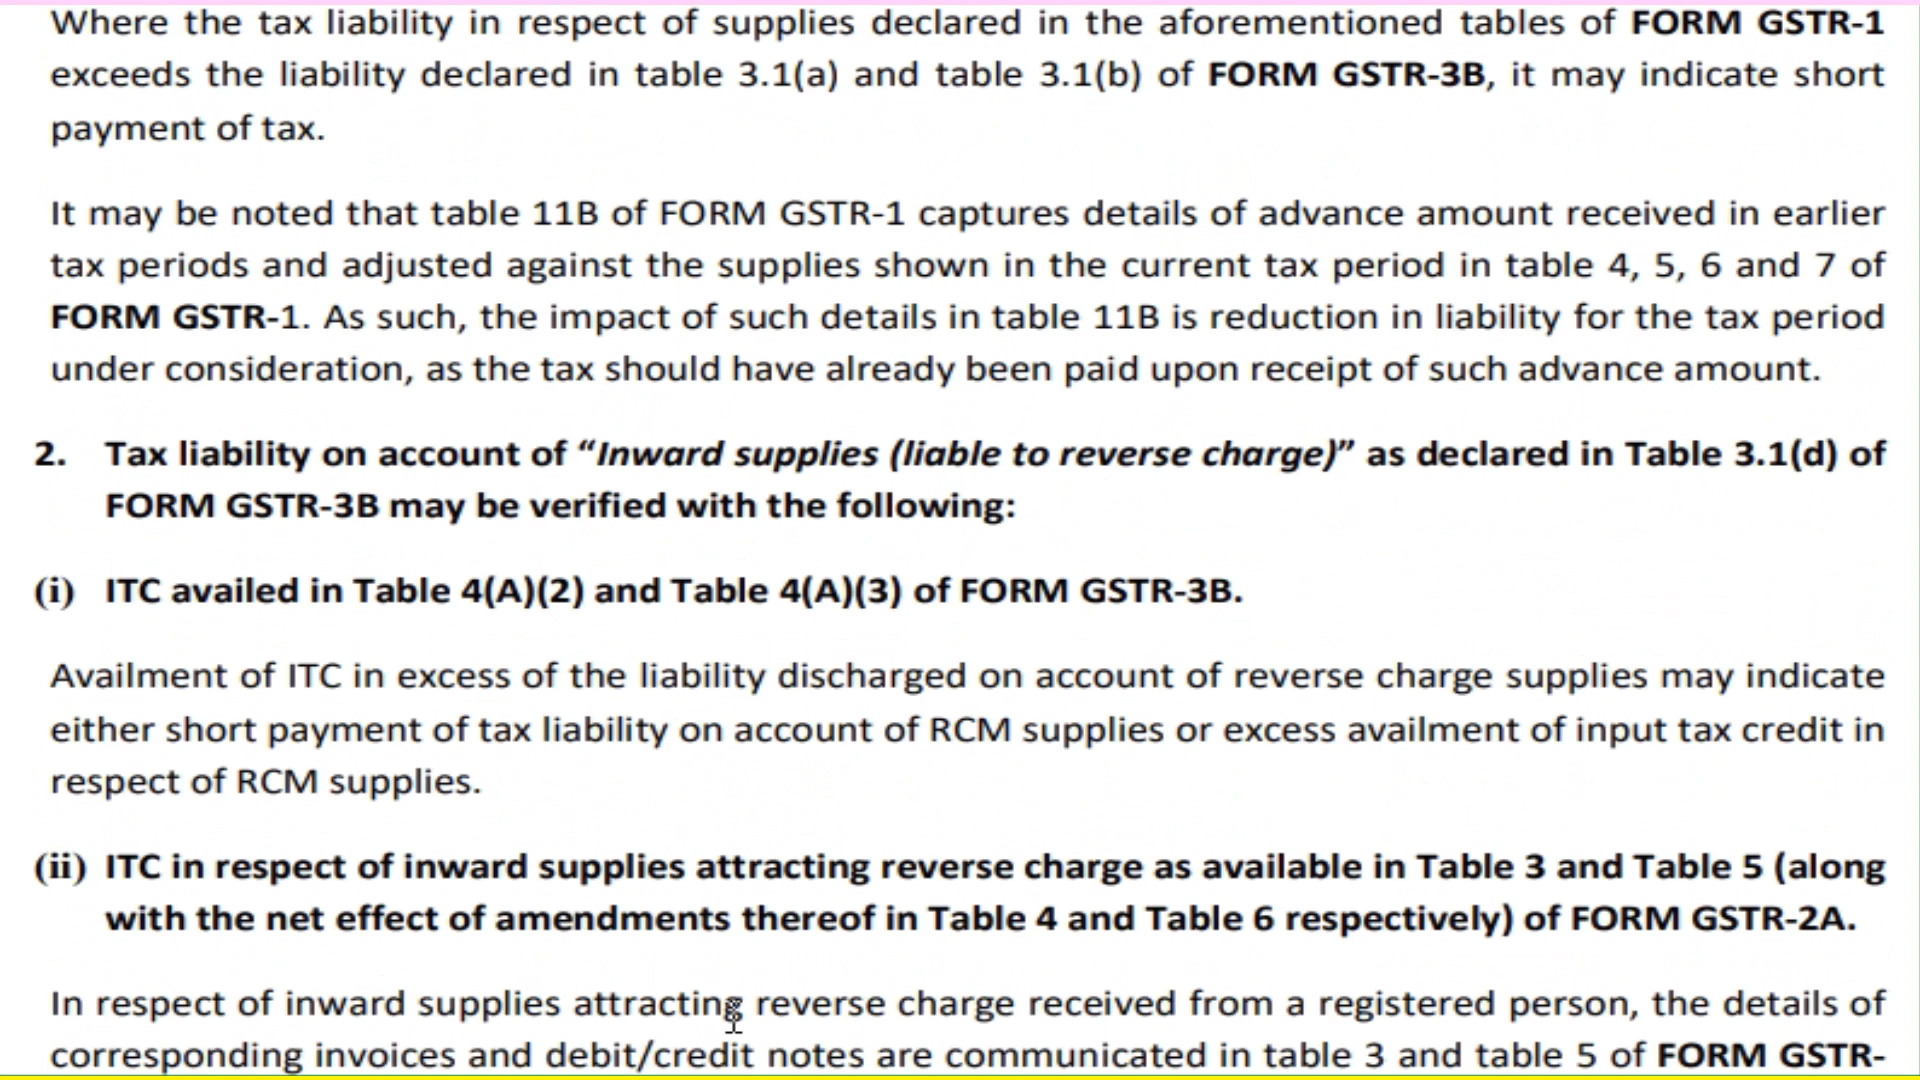 Where the tax liability in respect of supplies declared in the aforementioned tables of FORM GSTR-1
exceeds the liability declared in table 3.1(a) and table 3.1(b) of FORM GSTR-3B, it may indicate short
payment of tax.
It may be noted that table 11B of FORM GSTR-1 captures details of advance amount received in earlier
tax periods and adjusted against the supplies shown in the current tax period in table 4, 5, 6 and 7 of
FORM GSTR-1. As such, the impact of such details in table 11B is reduction in liability for the tax period
under consideration, as the tax should have already been paid upon receipt of such advance amount.
2. Tax liability on account of “Inward supplies (liable to reverse charge)” as declared in Table 3.1(d) of
FORM GSTR-3B may be verified with the following:
(i) ITC availed in Table 4(A)(2) and Table 4(A)(3) of FORM GSTR-3B.
Availment of ITC in excess of the liability discharged on account of reverse charge supplies may indicate
either short payment of tax liability on account of RCM supplies or excess availment of input tax credit in
respect of RCM supplies.
(ii) ITC in respect of inward supplies attracting reverse charge as available in Table 3 and Table 5 (along
with the net effect of amendments thereof in Table 4 and Table 6 respectively) of FORM GSTR-2A.
In respect of inward supplies attracting reverse charge received from a registered person, the details of
corresponding invoices and debit/credit notes are communicated in table 3 and table 5 of FORM GSTR-